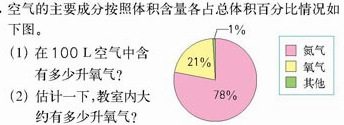 空气的主要成分按照体积含量各占总体积百分比情况如
下图。
(1) 在100 L空气中含
有多少升氧气?
(2) 估计一下,教室内大
约有多少升氧气?
1%
21%
78%
氮气
氧气
其他